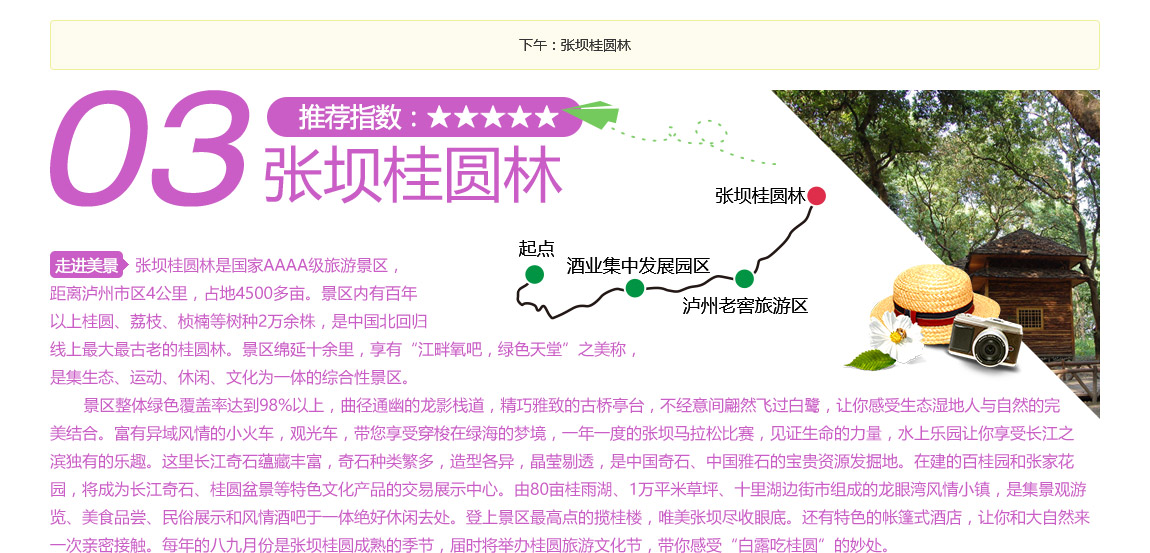 下午：张坝桂圆林
03
推荐指数：★★★★★
张坝桂圆林
张坝桂圆林
起点
酒业集中发展园区
泸州老窖旅游区
走进美景 张坝桂圆林是国家AAAA级旅游景区，
距离泸州市区4公里，占地4500多亩。景区内有百年
以上桂圆、荔枝、桢楠等树种2万余株，是中国北回归
线上最大最古老的桂圆林。景区绵延十余里，享有“江畔氧吧，绿色天堂”之美称，
是集生态、运动、休闲、文化为一体的综合性景区。
景区整体绿色覆盖率达到98%以上，曲径通幽的龙影栈道，精巧雅致的古桥亭台，不经意间翩然飞过白鹭，让你感受生态湿地人与自然的完
美结合。富有异域风情的小火车，观光车，带您享受穿梭在绿海的梦境，一年一度的张坝马拉松比赛，见证生命的力量，水上乐园让你享受长江之
滨独有的乐趣。这里长江奇石蕴藏丰富，奇石种类繁多，造型各异，晶莹剔透，是中国奇石、中国雅石的宝贵资源发掘地。在建的百桂园和张家花
园，将成为长江奇石、桂圆盆景等特色文化产品的交易展示中心。由80亩桂雨湖、1万平米草坪、十里湖边街市组成的龙眼湾风情小镇，是集景观游
览、美食品尝、民俗展示和风情酒吧于一体绝好休闲去处。登上景区最高点的揽桂楼，唯美张坝尽收眼底。还有特色的帐篷式酒店，让你和大自然来
一次亲密接触。每年的八九月份是张坝桂圆成熟的季节，届时将举办桂圆旅游文化节，带你感受“白露吃桂圆”的妙处。